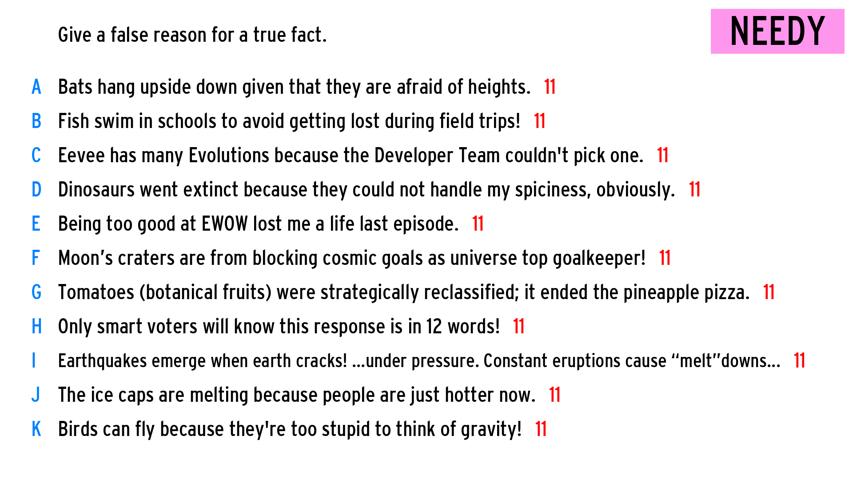 Give a false reason for a true fact.
NEEDY
A Bats hang upside down given that they are afraid of heights. 11
B Fish swim in schools to avoid getting lost during field trips! 11
C Eevee has many Evolutions because the Developer Team couldn't pick one. 11
D Dinosaurs went extinct because they could not handle my spiciness, obviously. 11
E Being too good at EWOW lost me a life last episode. 11
F Moon’s craters are from blocking cosmic goals as universe top goalkeeper! 11
G Tomatoes (botanical fruits) were strategically reclassified; it ended the pineapple pizza. 11
H Only smart voters will know this response is in 12 words! 11
I Earthquakes emerge when earth cracks! ...under pressure. Constant eruptions cause “melt”downs... 11
J The ice caps are melting because people are just hotter now. 11
K Birds can fly because they're too stupid to think of gravity! 11